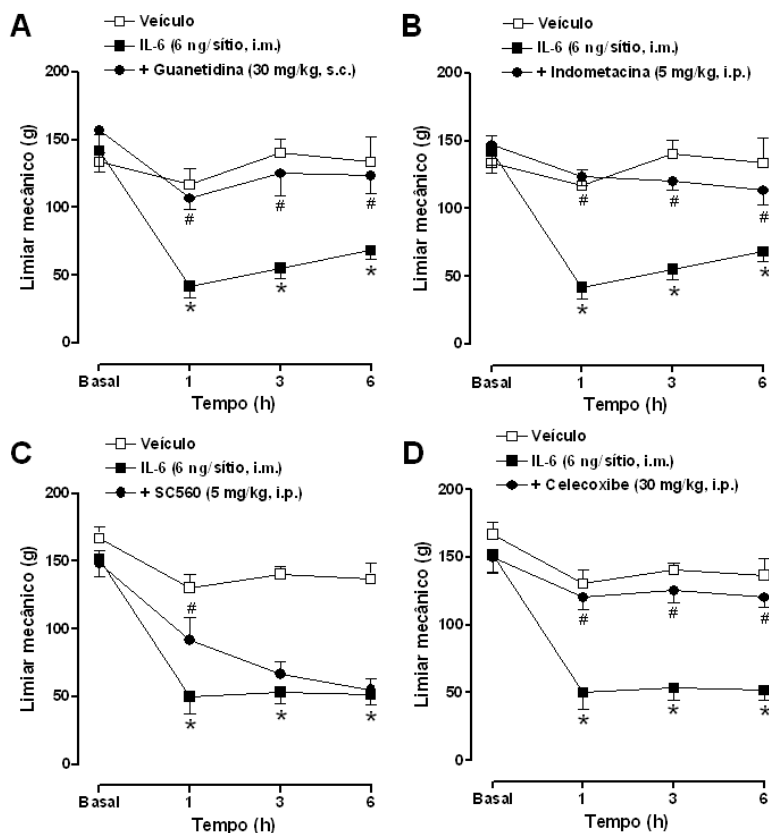 A
Veículo
IL-6 (6 ng/sítio, i.m.)
+ Guanetidina (30 mg/kg, s.c.)
200
150
100
50
0
Limiar mecânico (g)
# # #
* * *
Basal 1 3 6
Tempo (h)
B
Veículo
IL-6 (6 ng/sítio, i.m.)
+ Indometacina (5 mg/kg, i.p.)
200
150
100
50
0
Limiar mecânico (g)
# # #
* * *
Basal 1 3 6
Tempo (h)
C
Veículo
IL-6 (6 ng/sítio, i.m.)
+ SC560 (5 mg/kg, i.p.)
200
150
100
50
0
Limiar mecânico (g)
#
* * *
Basal 1 3 6
Tempo (h)
D
Veículo
IL-6 (6 ng/sítio, i.m.)
+ Celecoxibe (30 mg/kg, i.p.)
200
150
100
50
0
Limiar mecânico (g)
# # #
* * *
Basal 1 3 6
Tempo (h)